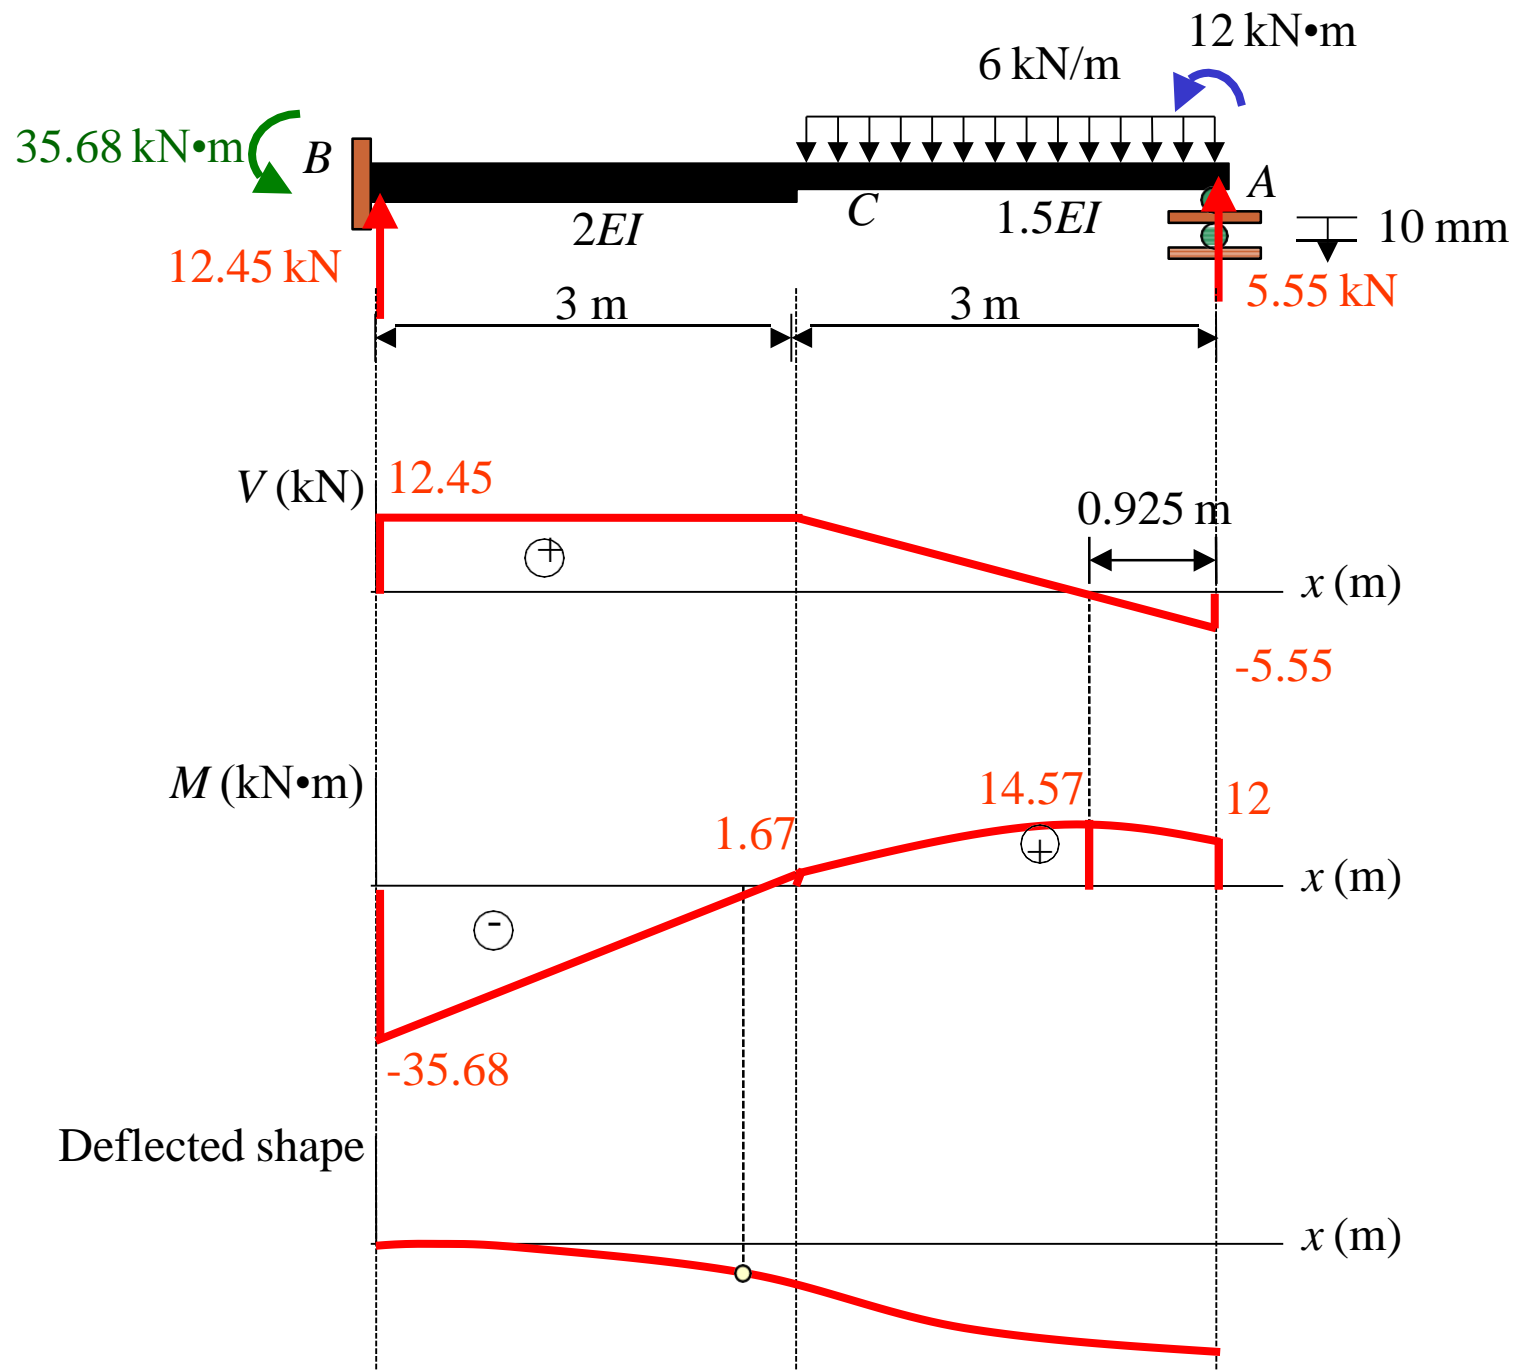 12 kN•m
6 kN/m
35.68 kN•m
B
A
C
2EI
1.5EI
10 mm
12.45 kN
5.55 kN
3 m
3 m
V (kN)
12.45
0.925 m
+
x (m)
-5.55
M (kN•m)
14.57
12
1.67
+
x (m)
-
-35.68
Deflected shape
x (m)